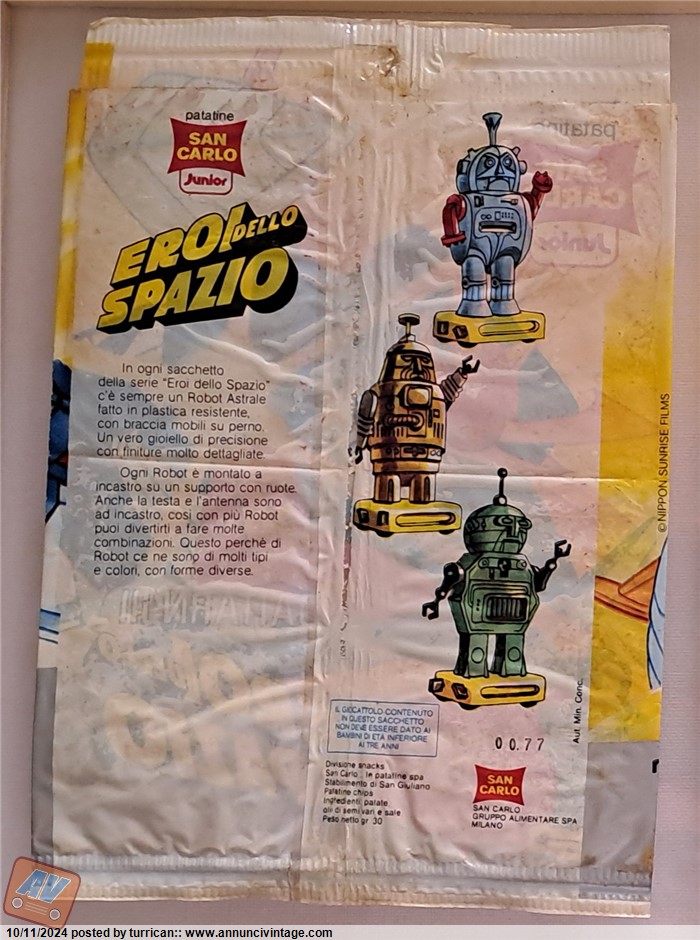 patatine
SAN
CARLO
Junior
EROI DELLO
SPAZIO
In ogni sacchetto
della serie "Eroi dello Spazio"
c'è sempre un Robot Astrale
fatto in plastica resistente,
con braccia mobili su perno.
Un vero gioiello di precisione
con finiture molto dettagliate.
Ogni Robot è montato a
incastro su un supporto con ruote.
Anche la testa e l'antenna sono
ad incastro, così con più Robot
puoi divertirti a fare molte
combinazioni. Questo perché di
Robot ce ne sono di molti tipi
e colori, con forme diverse.
patatine
SAN
CARLO
Junior
© NIPPON SUNRISE FILMS
IL GIOCATTOLO CONTENUTO
IN QUESTO SACCHETTO
NON DEVE ESSERE DATO AI
BAMBINI DI ETÀ INFERIORE
AI TRE ANNI
Divisione snacks
San Carlo, le patatine spa
Stabilimento di San Giuliano
Patatine chips
Ingredienti: patate
olii di semi vari e sale
Peso netto gr. 30
00.77
Aut. Min. Conc.
SAN
CARLO
SAN CARLO
GRUPPO ALIMENTARE SPA
MILANO
AV
10/11/2024 posted by turrican:: www.annuncivintage.com